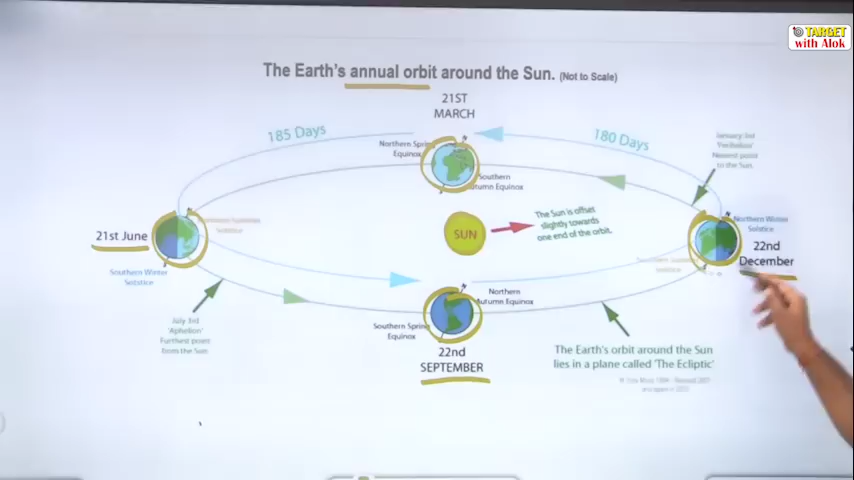 TARGET
with Alok
The Earth's annual orbit around the Sun. (Not to Scale)
21ST
MARCH
185 Days
180 Days
Northern Spring
Equinox
Southern
Autumn Equinox
January 3rd
'Perihelion'
Nearest point
to the Sun.
SUN
The Sun is offset
slightly towards
one end of the orbit.
21st June
Solstice
Southern Winter
Solstice
Northern Winter
Solstice
22nd
December
Southern Summer
solstice
July 3rd
'Aphelion'
Furthest point
from the Sun
Northern
Autumn Equinox
Southern Spring
Equinox
22nd
SEPTEMBER
The Earth's orbit around the Sun
lies in a plane called 'The Ecliptic'